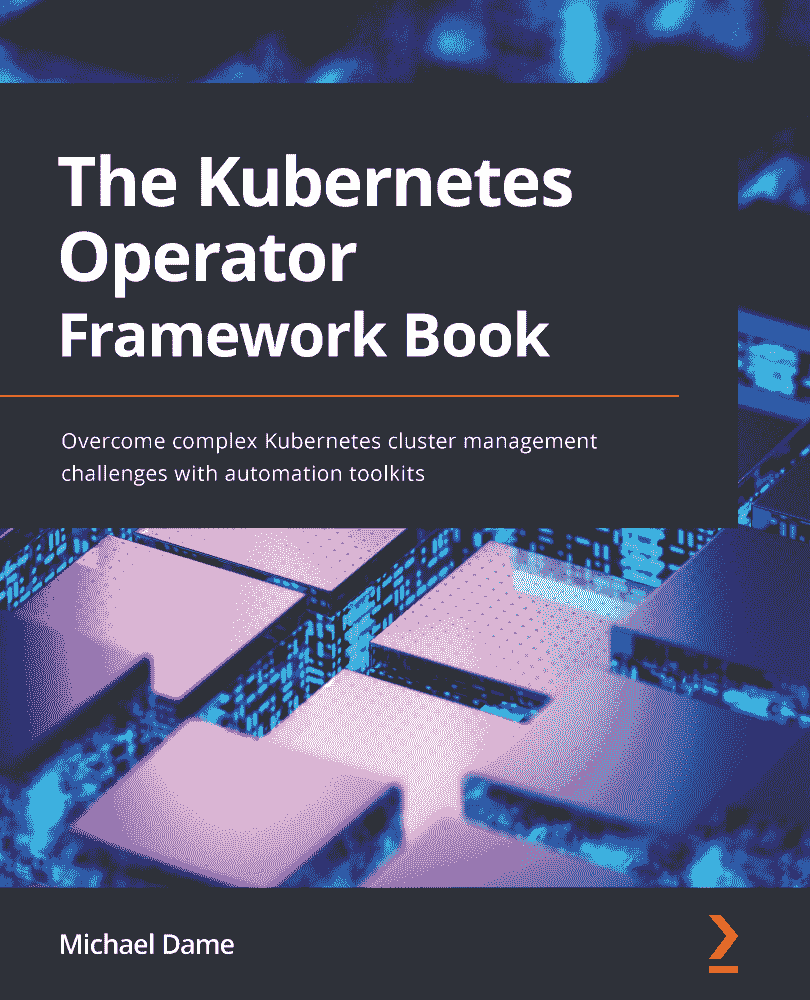 The Kubernetes
Operator
Framework Book
Overcome complex Kubernetes cluster management
challenges with automation toolkits
Michael Dame